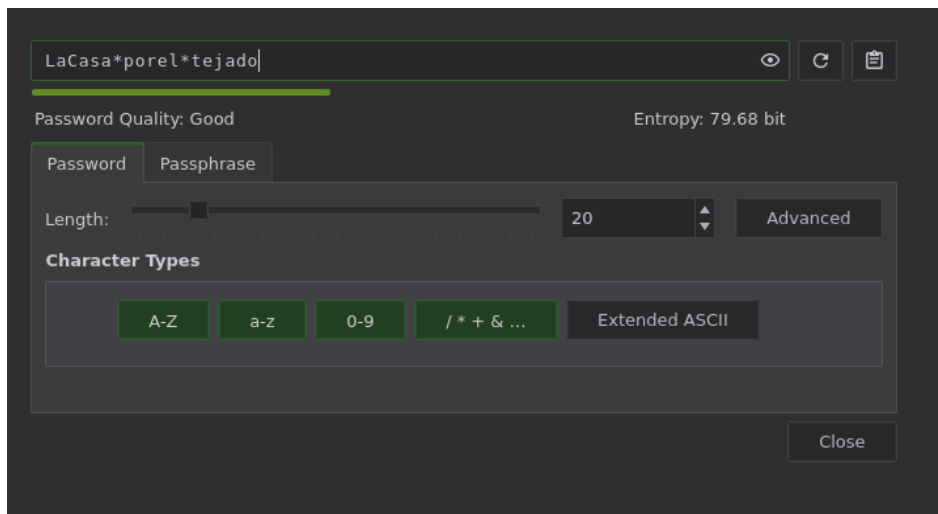 LaCasa*porel*tejado
Password Quality: Good Entropy: 79.68 bit
Password Passphrase
Length: 20 Advanced
Character Types
A-Z a-z 0-9 / * + & ... Extended ASCII
Close